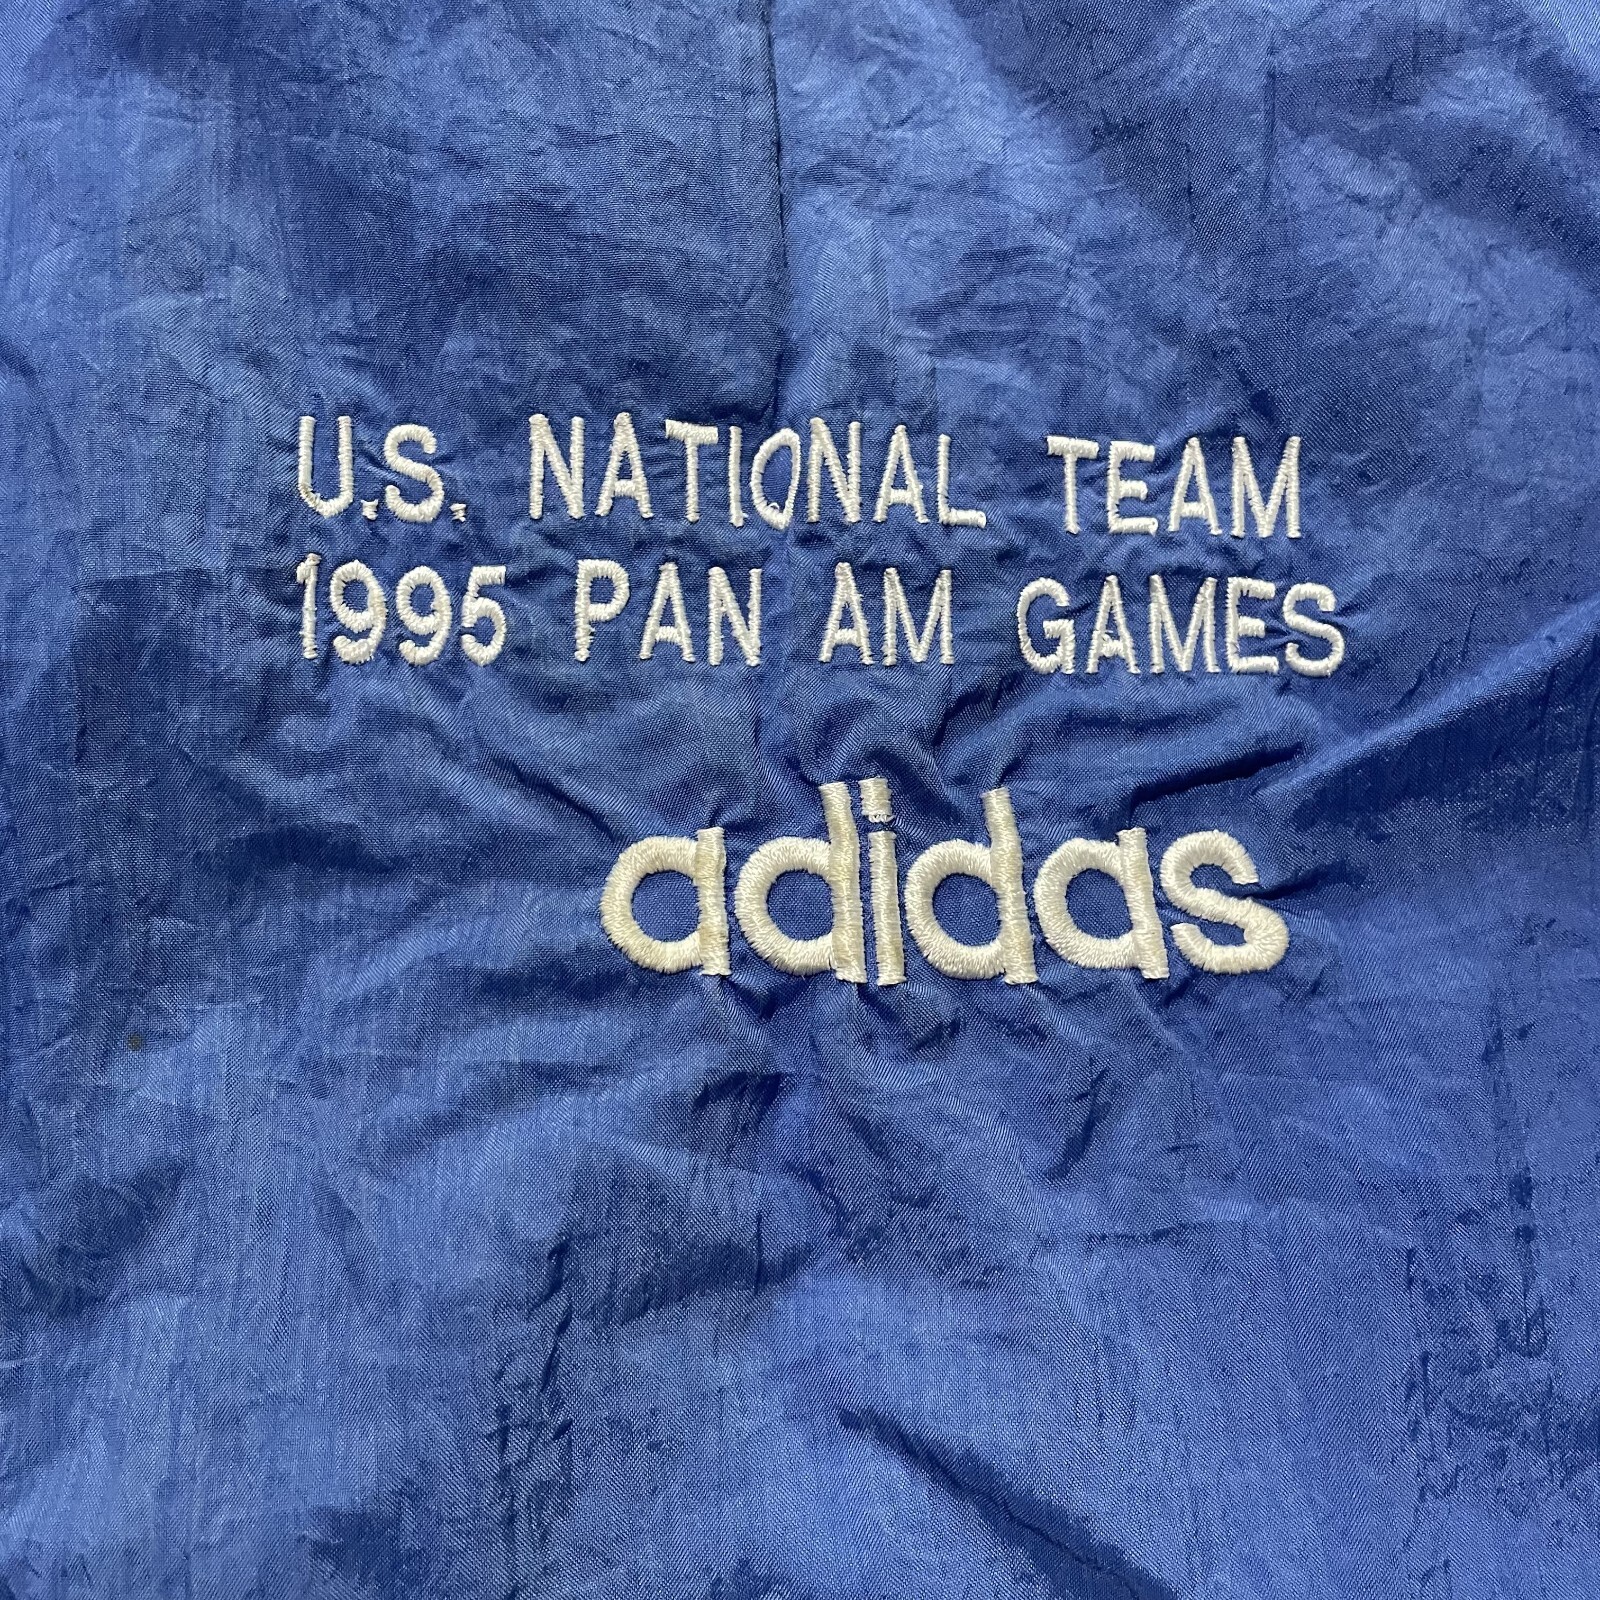 U.S. NATIONAL TEAM
1995 PAN AM GAMES
adidas